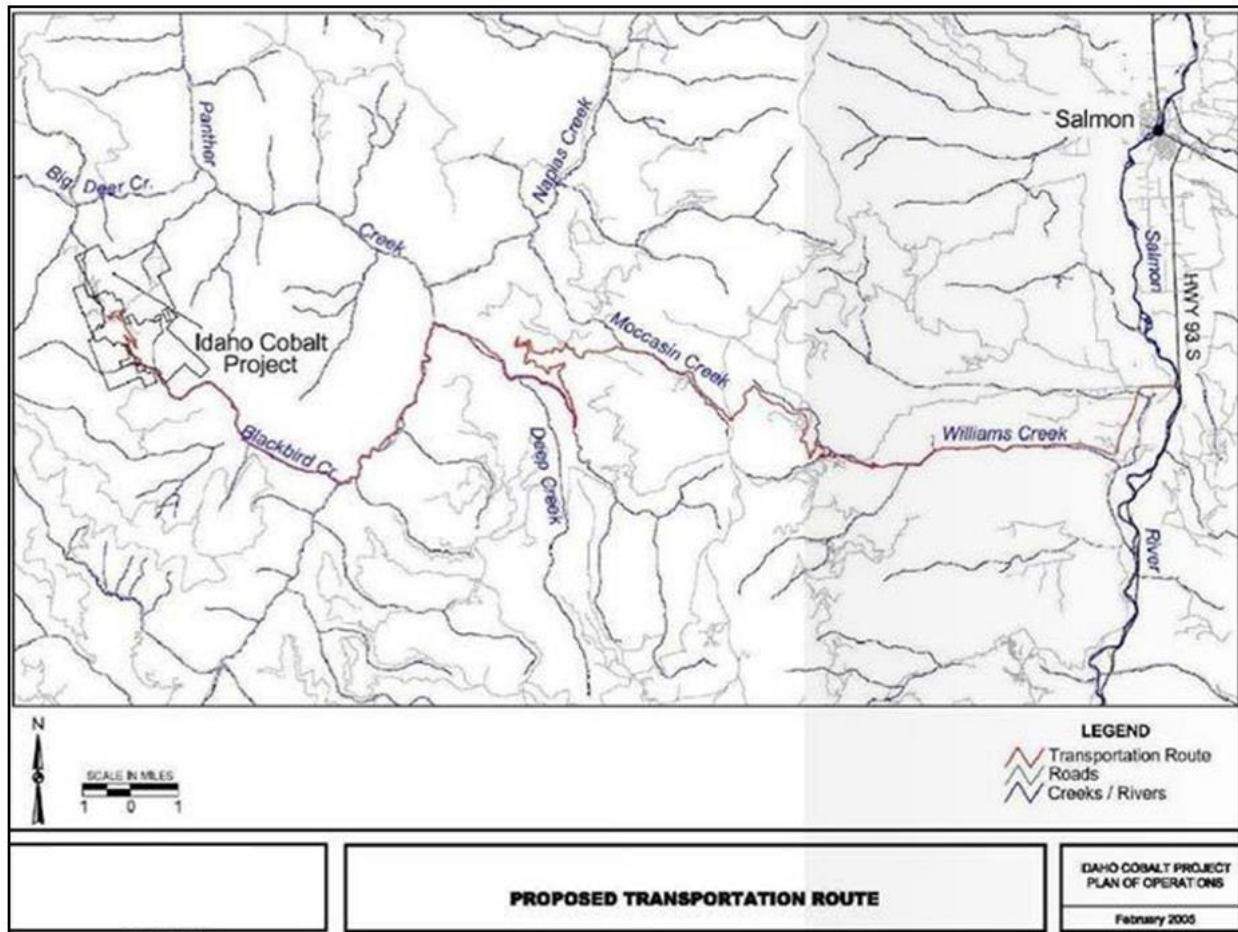 Salmon
Panther
Napias Creek
Big Deer Cr.
Creek
Salmon
HWY 93 S
Idaho Cobalt
Project
Moccasin Creek
Blackbird Cr.
Deep Creek
Williams Creek
River
N
SCALE IN MILES
1 0 1
LEGEND
Transportation Route
Roads
Creeks / Rivers
PROPOSED TRANSPORTATION ROUTE
IDAHO COBALT PROJECT
PLAN OF OPERATIONS
February 2005